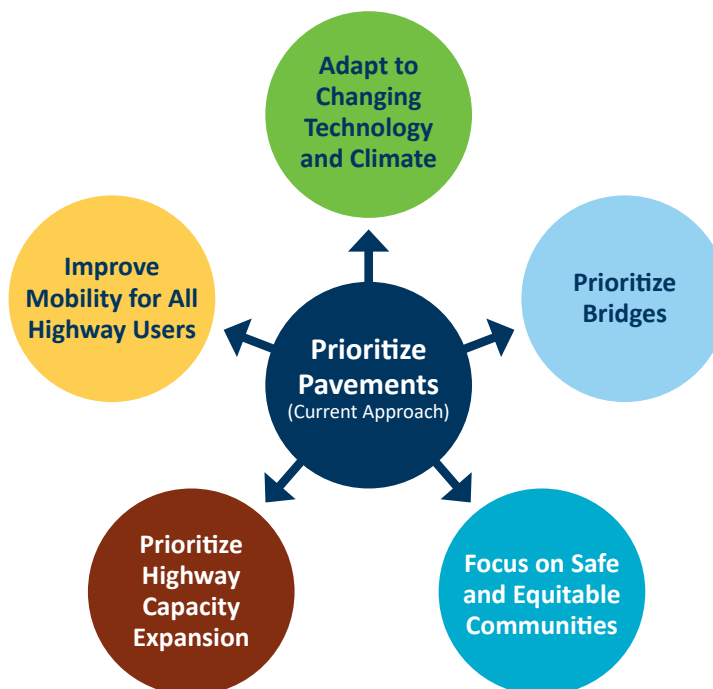 Adapt to
Changing
Technology
and Climate
Improve
Mobility for All
Highway Users
Prioritize
Bridges
Prioritize
Pavements
(Current Approach)
Prioritize
Highway
Capacity
Expansion
Focus on Safe
and Equitable
Communities